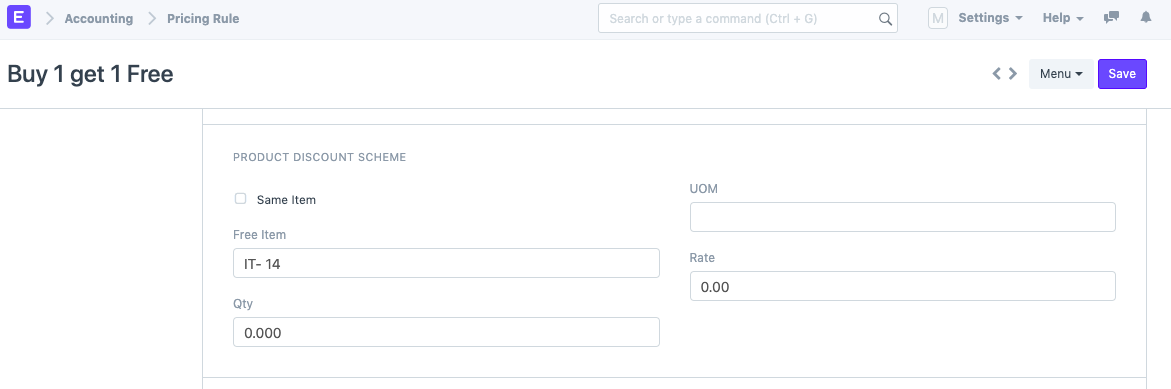 E Accounting Pricing Rule Search or type a command (Ctrl + G) M Settings Help
Buy 1 get 1 Free Menu Save
PRODUCT DISCOUNT SCHEME
Same Item
UOM
Free Item
IT- 14
Rate
0.00
Qty
0.000